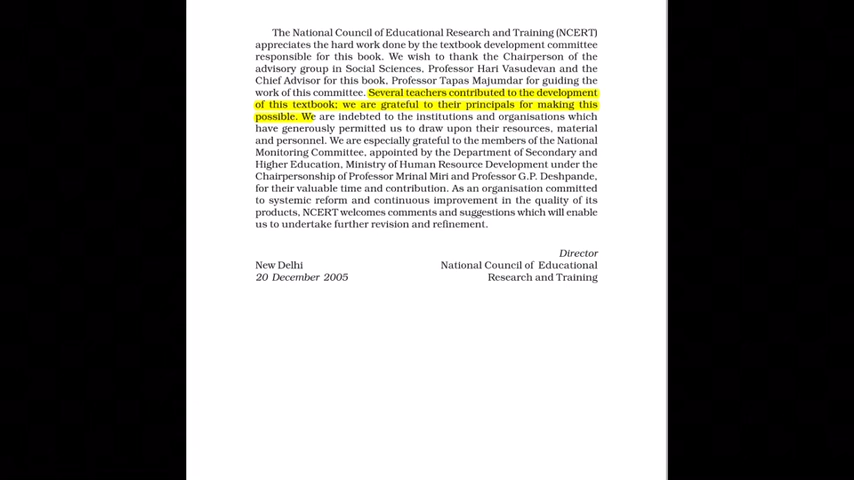 The National Council of Educational Research and Training (NCERT)
appreciates the hard work done by the textbook development committee
responsible for this book. We wish to thank the Chairperson of the
advisory group in Social Sciences, Professor Hari Vasudevan and the
Chief Advisor for this book, Professor Tapas Majumdar for guiding the
work of this committee. Several teachers contributed to the development
of this textbook; we are grateful to their principals for making this
possible. We are indebted to the institutions and organisations which
have generously permitted us to draw upon their resources, material
and personnel. We are especially grateful to the members of the National
Monitoring Committee, appointed by the Department of Secondary and
Higher Education, Ministry of Human Resource Development under the
Chairpersonship of Professor Mrinal Miri and Professor G.P. Deshpande,
for their valuable time and contribution. As an organisation committed
to systemic reform and continuous improvement in the quality of its
products, NCERT welcomes comments and suggestions which will enable
us to undertake further revision and refinement.
Director
New Delhi National Council of Educational
20 December 2005 Research and Training